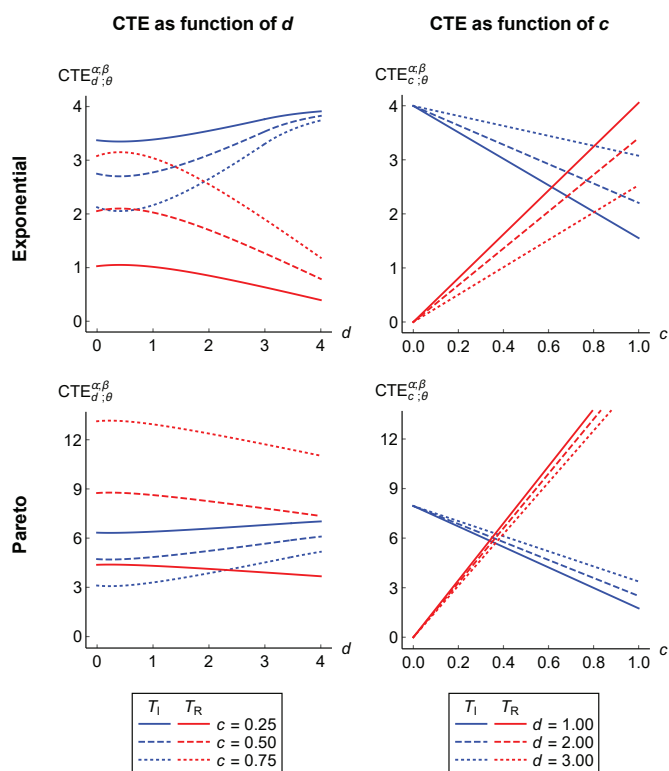 CTE as function of d
CTE as function of c
Exponential
CTE_{d ;θ}^{α;β}
4
3
2
1
0
0 1 2 3 4 d
CTE_{c ;θ}^{α;β}
4
3
2
1
0
0.0 0.2 0.4 0.6 0.8 1.0 c
Pareto
CTE_{d ;θ}^{α;β}
12
9
6
3
0
0 1 2 3 4 d
CTE_{c ;θ}^{α;β}
12
9
6
3
0
0.0 0.2 0.4 0.6 0.8 1.0 c
T_I T_R
c = 0.25
c = 0.50
c = 0.75
T_I T_R
d = 1.00
d = 2.00
d = 3.00